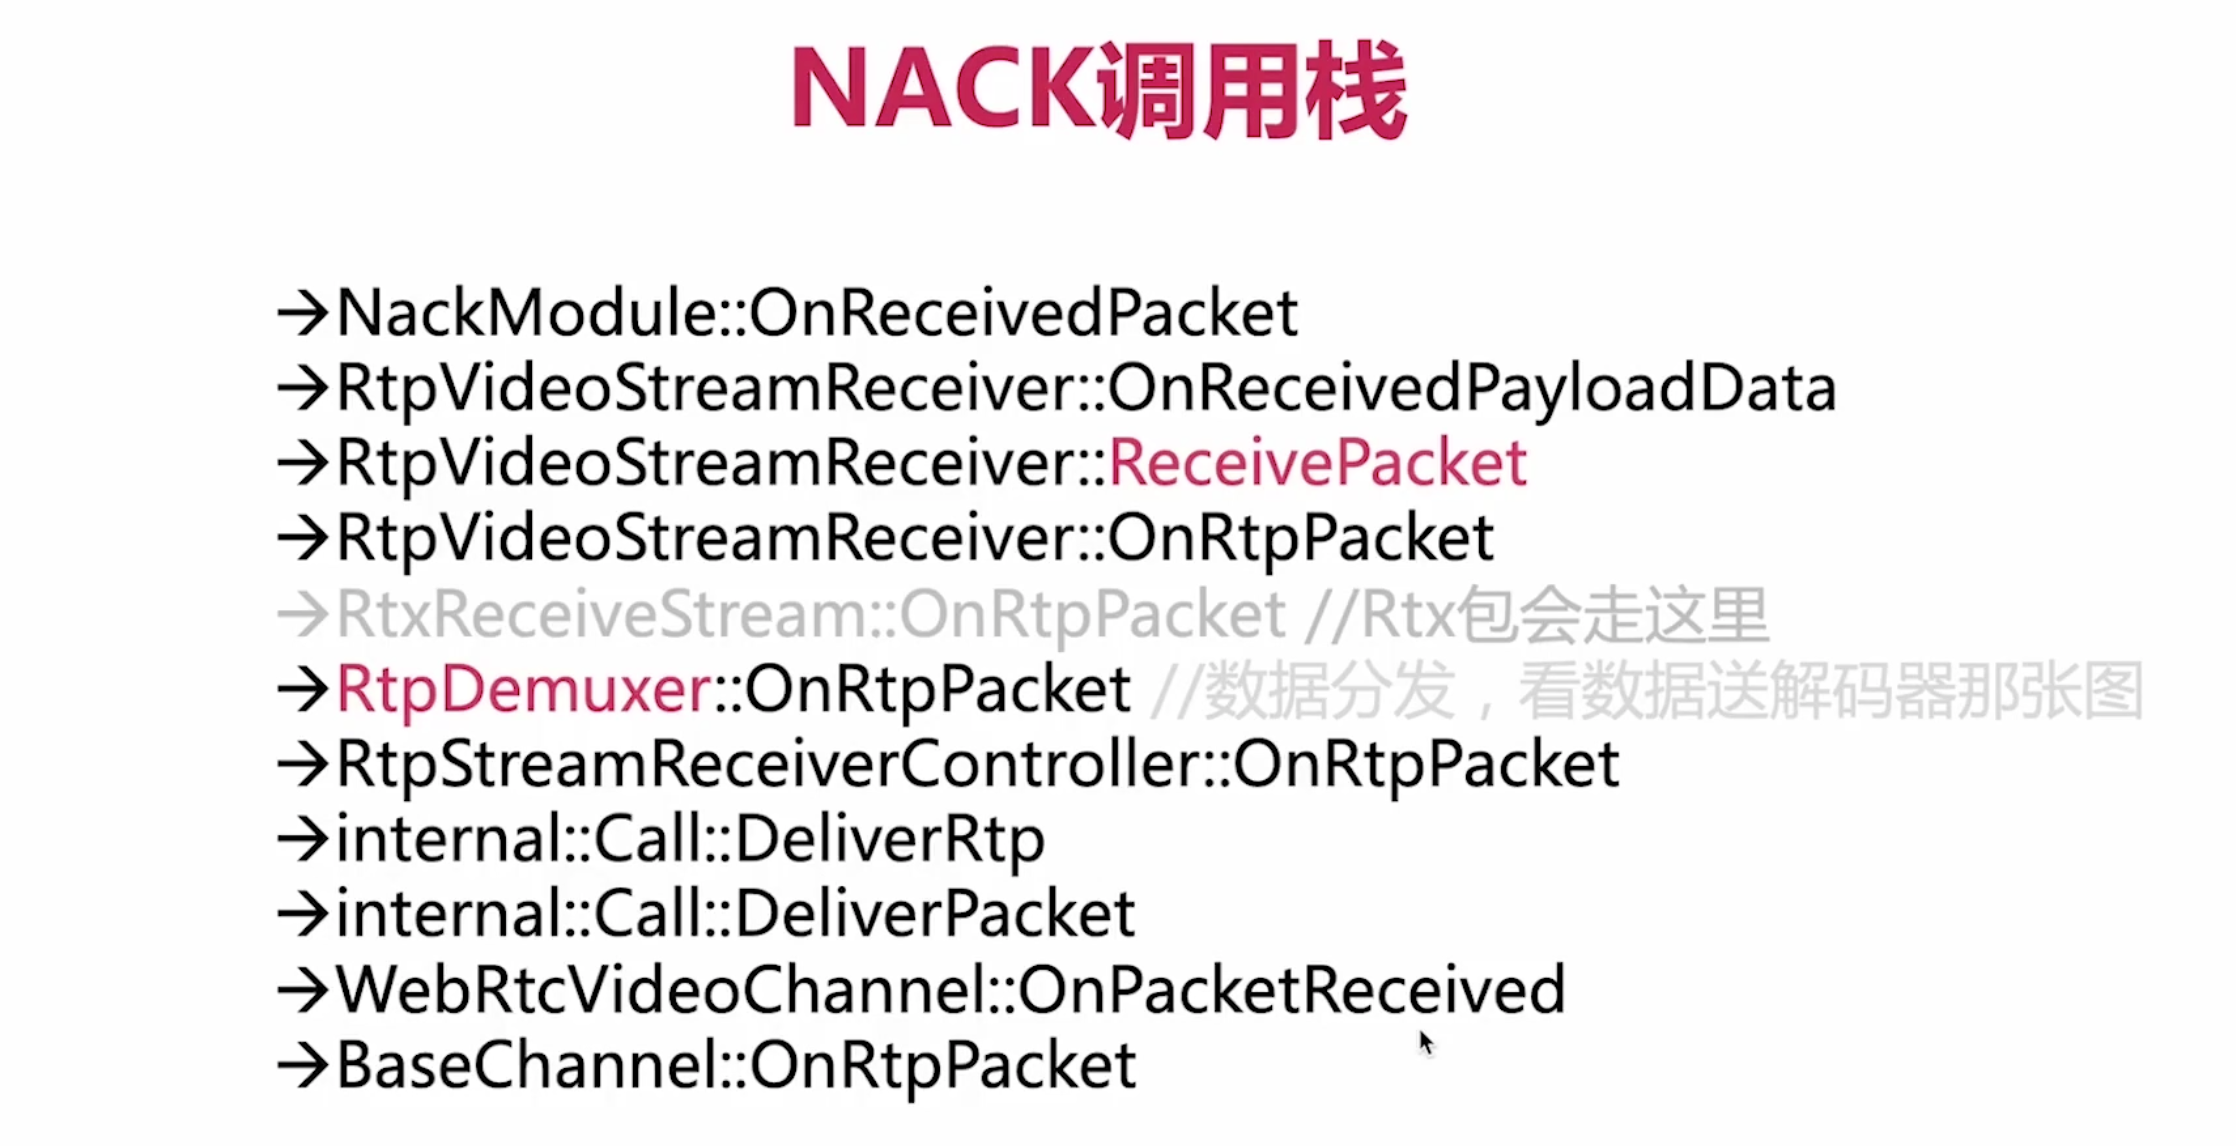 NACK调用栈
→NackModule::OnReceivedPacket
→RtpVideoStreamReceiver::OnReceivedPayloadData
→RtpVideoStreamReceiver::ReceivePacket
→RtpVideoStreamReceiver::OnRtpPacket
→RtxReceiveStream::OnRtpPacket //Rtx包会走这里
→RtpDemuxer::OnRtpPacket //数据分发，看数据送解码器那张图
→RtpStreamReceiverController::OnRtpPacket
→internal::Call::DeliverRtp
→internal::Call::DeliverPacket
→WebRtcVideoChannel::OnPacketReceived
→BaseChannel::OnRtpPacket